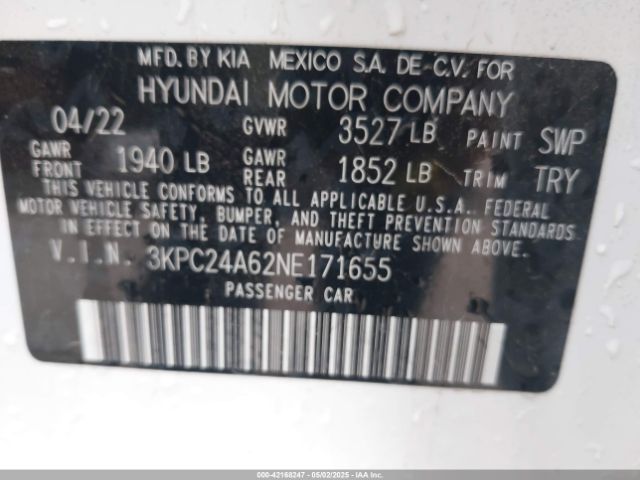 MFD. BY KIA MEXICO S.A. DE C.V. FOR
HYUNDAI MOTOR COMPANY
04/22 GVWR 3527 LB PAINT SWP
GAWR FRONT 1940 LB GAWR REAR 1852 LB TRIM TRY
THIS VEHICLE CONFORMS TO ALL APPLICABLE U.S.A. FEDERAL
MOTOR VEHICLE SAFETY, BUMPER, AND THEFT PREVENTION STANDARDS
IN EFFECT ON THE DATE OF MANUFACTURE SHOWN ABOVE.
V.I.N. 3KPC24A62NE171655
PASSENGER CAR
000-42168247 - 05/02/2025 - IAAI.COM